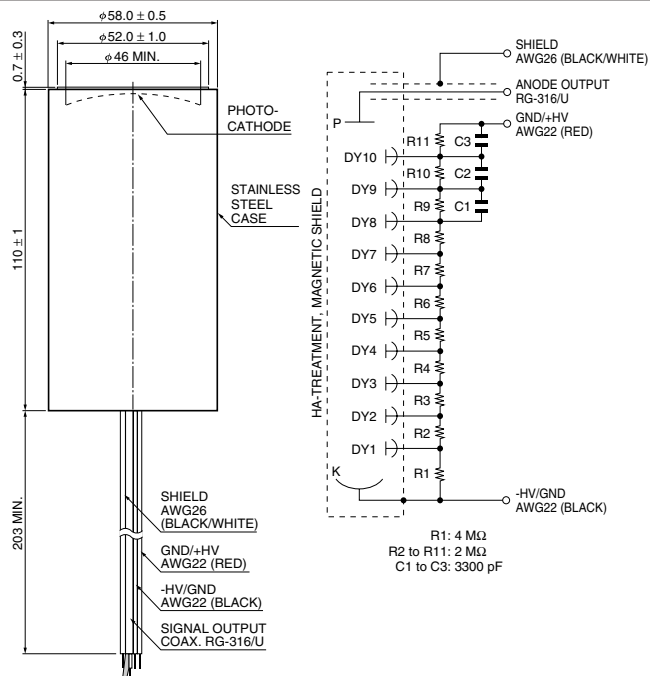 φ58.0 ± 0.5
φ52.0 ± 1.0
φ46 MIN.
0.7 ± 0.3
110 ± 1
203 MIN.
PHOTO-
CATHODE
STAINLESS
STEEL
CASE
SHIELD
AWG26
(BLACK/WHITE)
GND/+HV
AWG22 (RED)
-HV/GND
AWG22 (BLACK)
SIGNAL OUTPUT
COAX. RG-316/U
HA-TREATMENT, MAGNETIC SHIELD
SHIELD
AWG26 (BLACK/WHITE)
ANODE OUTPUT
RG-316/U
GND/+HV
AWG22 (RED)
P
R11
C3
DY10
R10
C2
DY9
R9
C1
DY8
R8
DY7
R7
DY6
R6
DY5
R5
DY4
R4
DY3
R3
DY2
R2
DY1
R1
K
-HV/GND
AWG22 (BLACK)
R1: 4 MΩ
R2 to R11: 2 MΩ
C1 to C3: 3300 pF